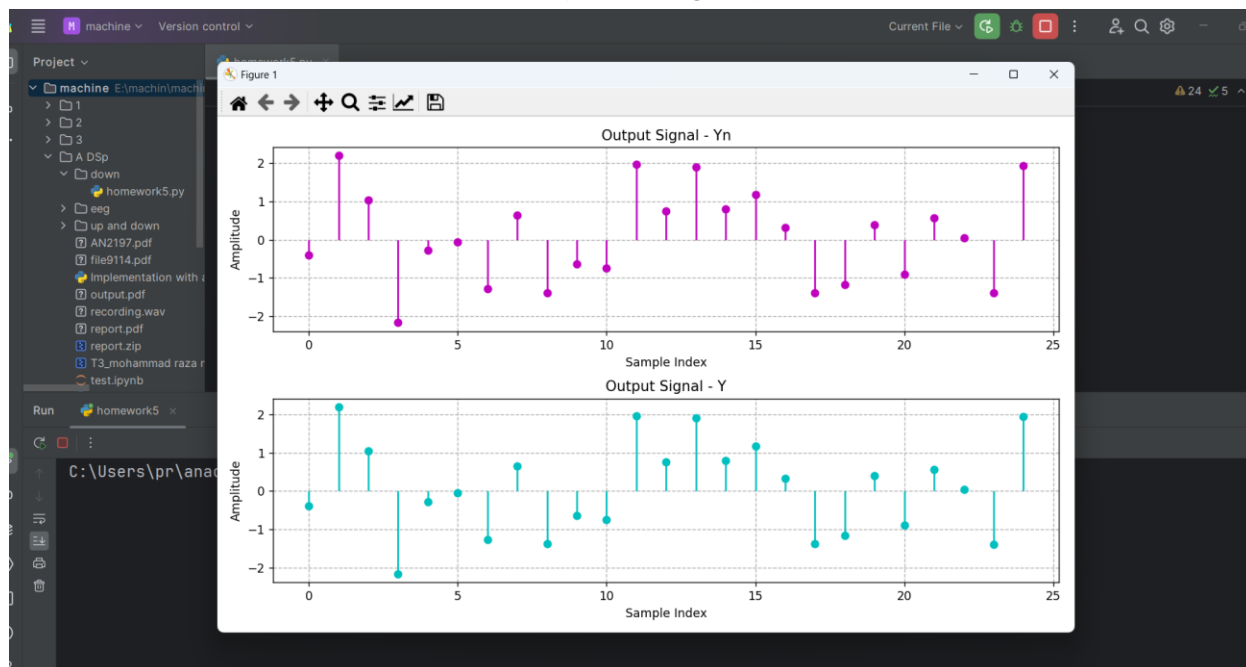 M machine Version control Current File
Project
machine E:\machin\machi
1
2
3
A DSp
down
homework5.py
eeg
up and down
AN2197.pdf
file9114.pdf
Implementation with a
output.pdf
recording.wav
report.pdf
report.zip
T3_mohammad raza r
test.ipynb
24 5
Figure 1
Output Signal - Yn
Amplitude
2
1
0
−1
−2
0 5 10 15 20 25
Sample Index
Output Signal - Y
Amplitude
2
1
0
−1
−2
0 5 10 15 20 25
Sample Index
Run homework5
C:\Users\pr\anac